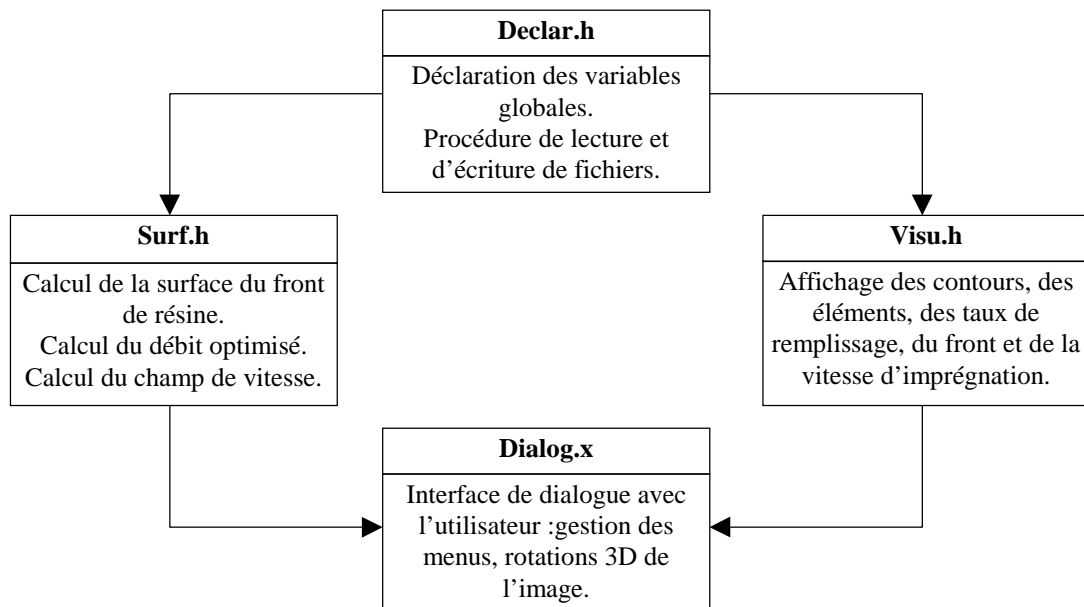 Declar.h
Déclaration des variables
globales.
Procédure de lecture et
d’écriture de fichiers.
Surf.h
Calcul de la surface du front
de résine.
Calcul du débit optimisé.
Calcul du champ de vitesse.
Visu.h
Affichage des contours, des
éléments, des taux de
remplissage, du front et de la
vitesse d’imprégnation.
Dialog.x
Interface de dialogue avec
l’utilisateur :gestion des
menus, rotations 3D de
l’image.